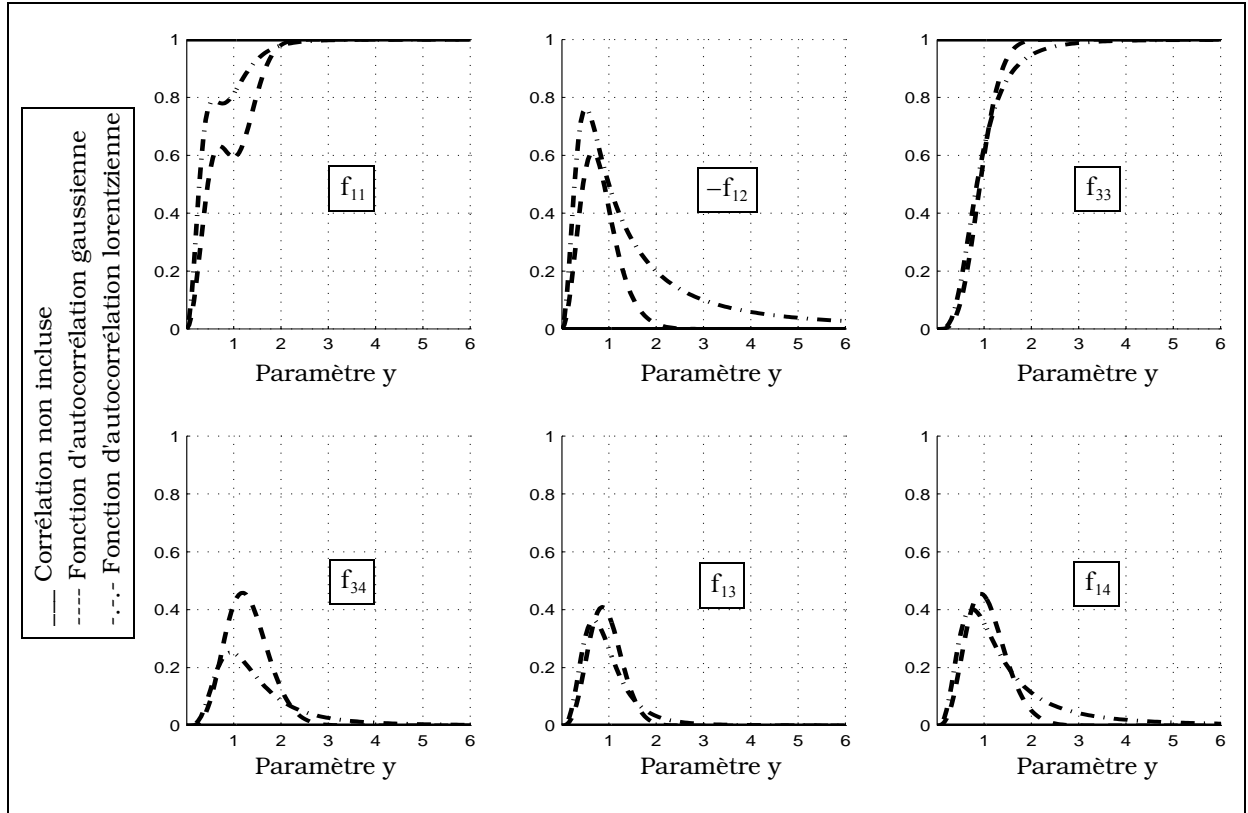 —— Corrélation non incluse
---- Fonction d'autocorrélation gaussienne
-.-.- Fonction d'autocorrélation lorentzienne
1
0.8
0.6
0.4
0.2
0
1 2 3 4 5 6
f11
Paramètre y
1
0.8
0.6
0.4
0.2
0
1 2 3 4 5 6
–f12
Paramètre y
1
0.8
0.6
0.4
0.2
0
1 2 3 4 5 6
f33
Paramètre y
1
0.8
0.6
0.4
0.2
0
1 2 3 4 5 6
f34
Paramètre y
1
0.8
0.6
0.4
0.2
0
1 2 3 4 5 6
f13
Paramètre y
1
0.8
0.6
0.4
0.2
0
1 2 3 4 5 6
f14
Paramètre y